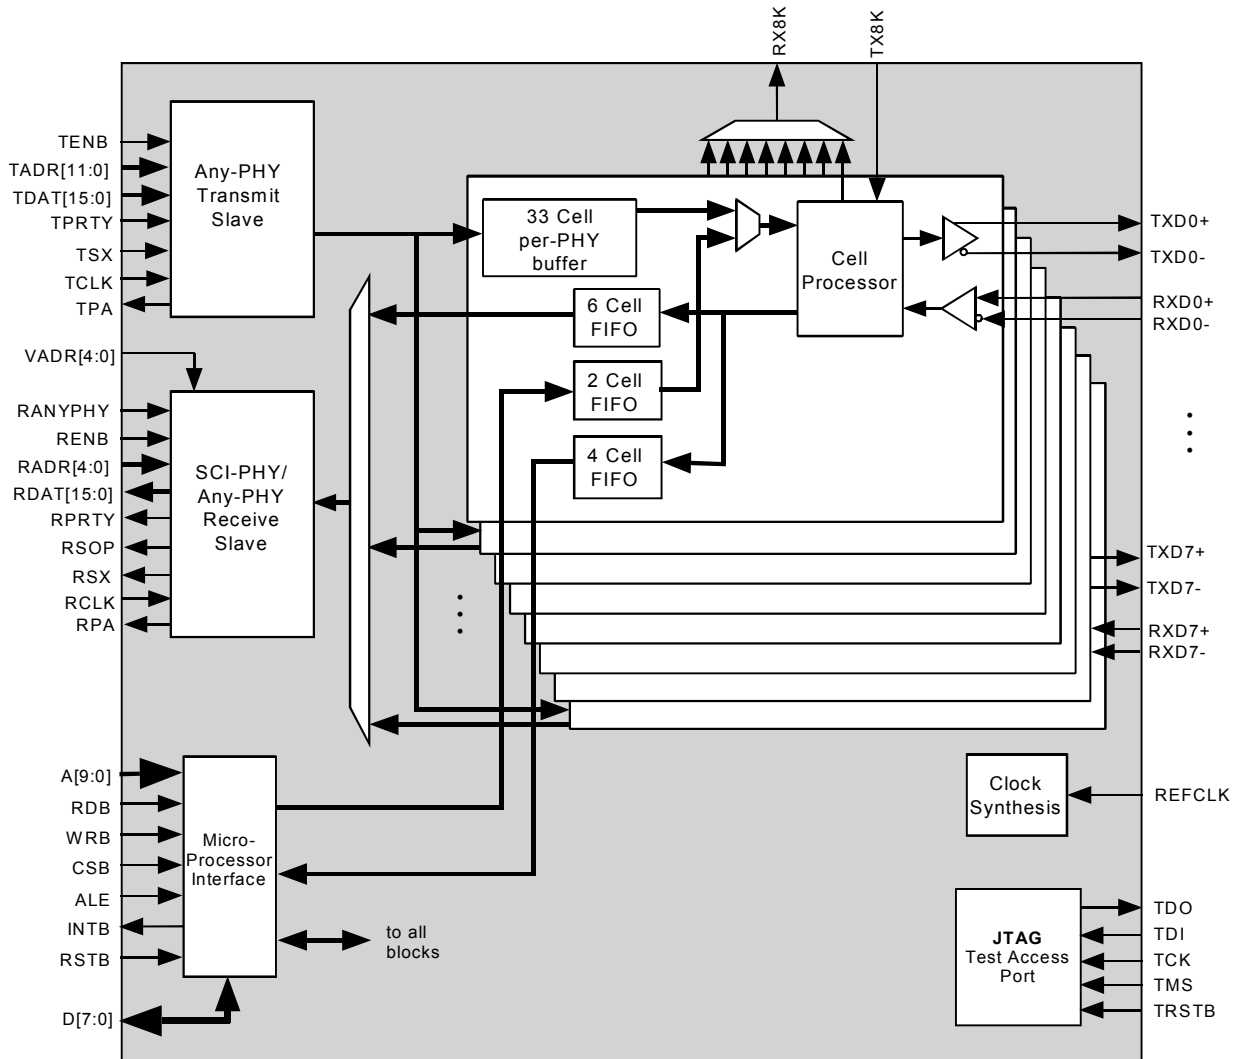 RX8K
TX8K
TENB
TADR[11:0]
TDAT[15:0]
TPRTY
TSX
TCLK
TPA
Any-PHY
Transmit
Slave
VADR[4:0]
RANYPHY
RENB
RADR[4:0]
RDAT[15:0]
RPRTY
RSOP
RSX
RCLK
RPA
SCI-PHY/
Any-PHY
Receive
Slave
33 Cell
per-PHY
buffer
6 Cell
FIFO
2 Cell
FIFO
4 Cell
FIFO
Cell
Processor
TXD0+
TXD0-
RXD0+
RXD0-
TXD7+
TXD7-
RXD7+
RXD7-
A[9:0]
RDB
WRB
CSB
ALE
INTB
RSTB
D[7:0]
Micro-
Processor
Interface
to all
blocks
Clock
Synthesis
REFCLK
JTAG
Test Access
Port
TDO
TDI
TCK
TMS
TRSTB